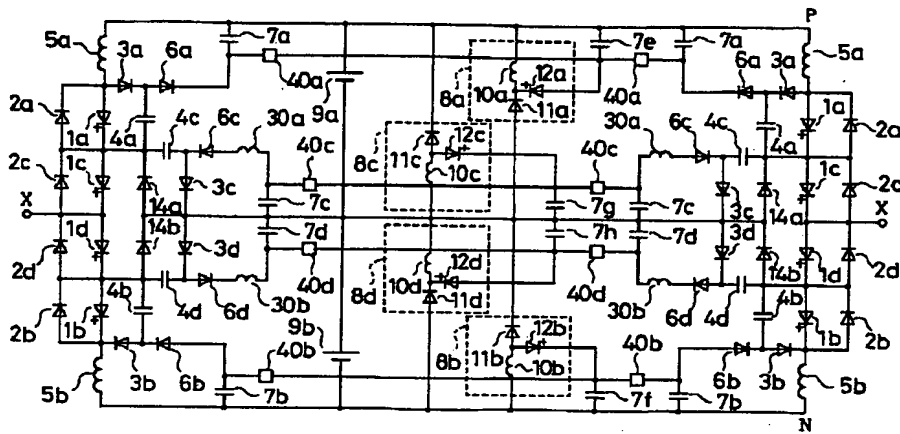 P
5a 3a 6a 7a 7e 7a 5a
40a 9a 8a 10a 12a 11a 40a 6a 3a
2a 1a 4a 4c 6c 30a 30a 6c 4c 4a 1a 2a
2c 1c 40c 8c 11c 12c 10c 40c 1c 2c
3c 14a 7c 7g 7c 3c 14a
X X
1d 14b 3d 7d 7h 7d 3d 14b 1d
2d 40d 8d 10d 12d 11d 40d 2d
4b 4d 6d 30b 30b 6d 4d 4b
2b 1b 9b 40b 8b 11b 12b 10b 40b 1b 2b
5b 3b 6b 7b 7f 7b 6b 3b 5b
N